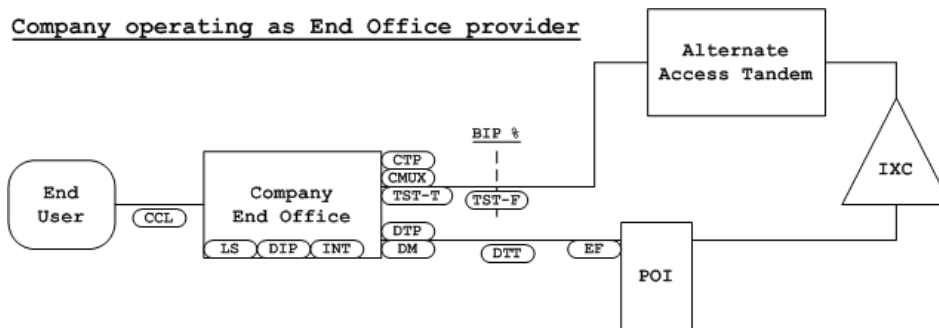 Company operating as End Office provider
Alternate
Access Tandem
BIP %
CTP
CMUX
TST-T
TST-F
IXC
End
User
CCL
Company
End Office
LS
DIP
INT
DTP
DM
DTT
EF
POI